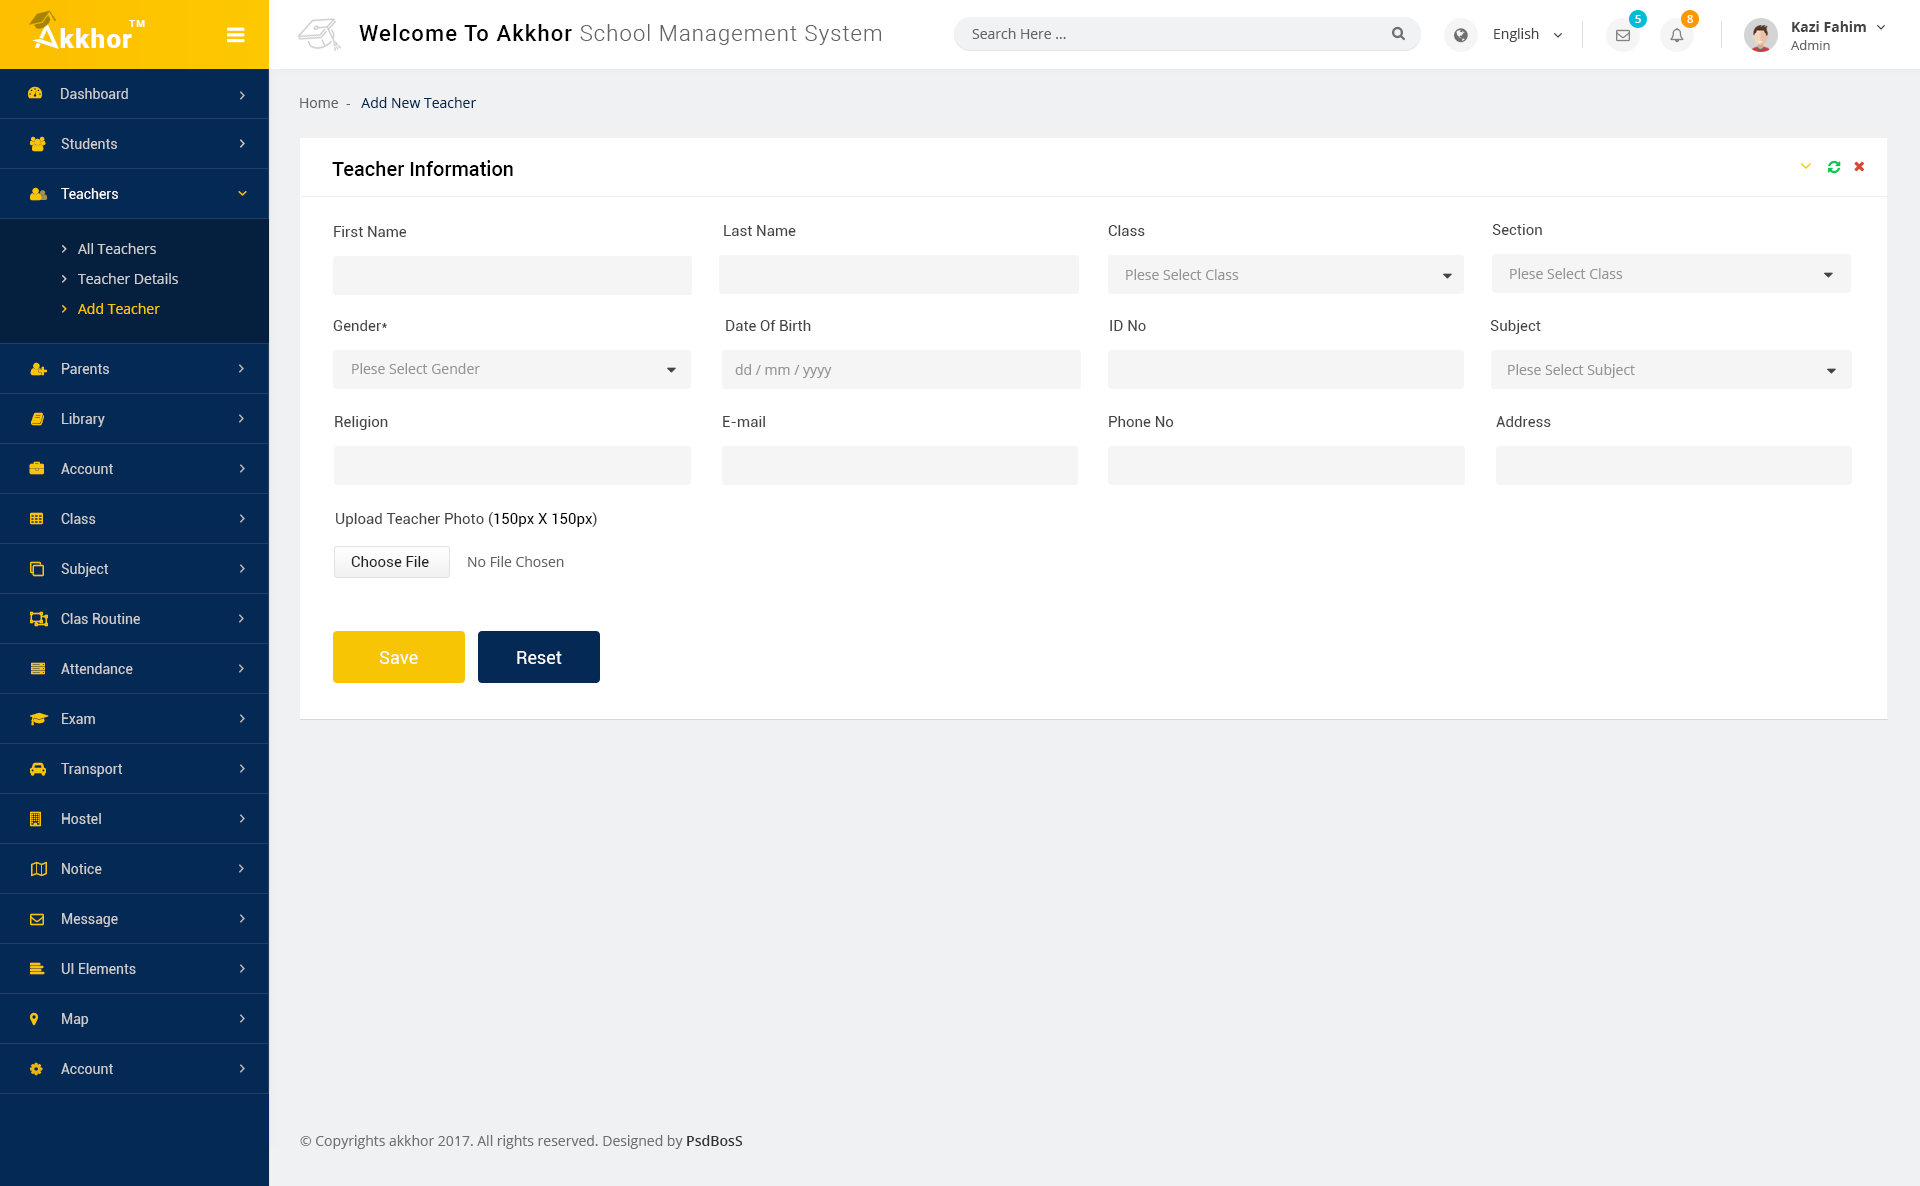 Akkhor TM
Welcome To Akkhor School Management System
Search Here ...
English
5
8
Kazi Fahim
Admin
Dashboard
Students
Teachers
All Teachers
Teacher Details
Add Teacher
Parents
Library
Account
Class
Subject
Clas Routine
Attendance
Exam
Transport
Hostel
Notice
Message
UI Elements
Map
Account
Home - Add New Teacher
Teacher Information
First Name
Last Name
Class
Section
Plese Select Class
Plese Select Class
Gender*
Date Of Birth
ID No
Subject
Plese Select Gender
dd / mm / yyyy
Plese Select Subject
Religion
E-mail
Phone No
Address
Upload Teacher Photo (150px X 150px)
Choose File
No File Chosen
Save
Reset
© Copyrights akkhor 2017. All rights reserved. Designed by PsdBosS